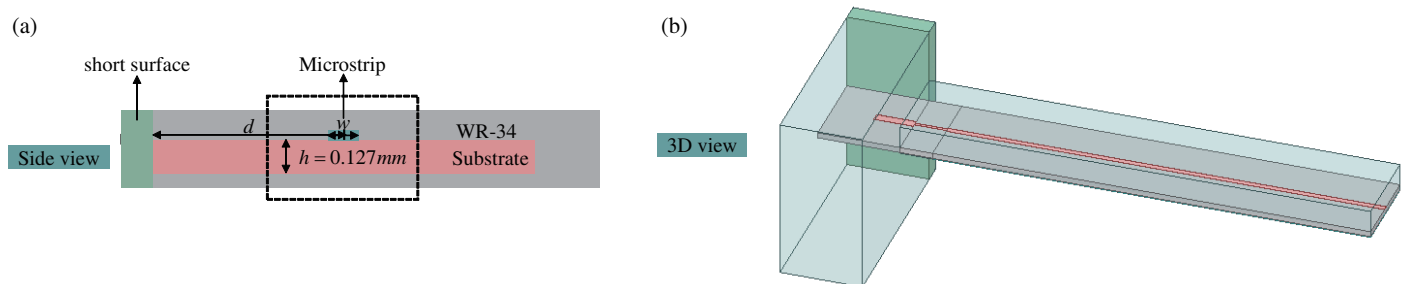 (a)
short surface
Microstrip
d
w
WR-34
Side view
h = 0.127mm
Substrate
(b)
3D view